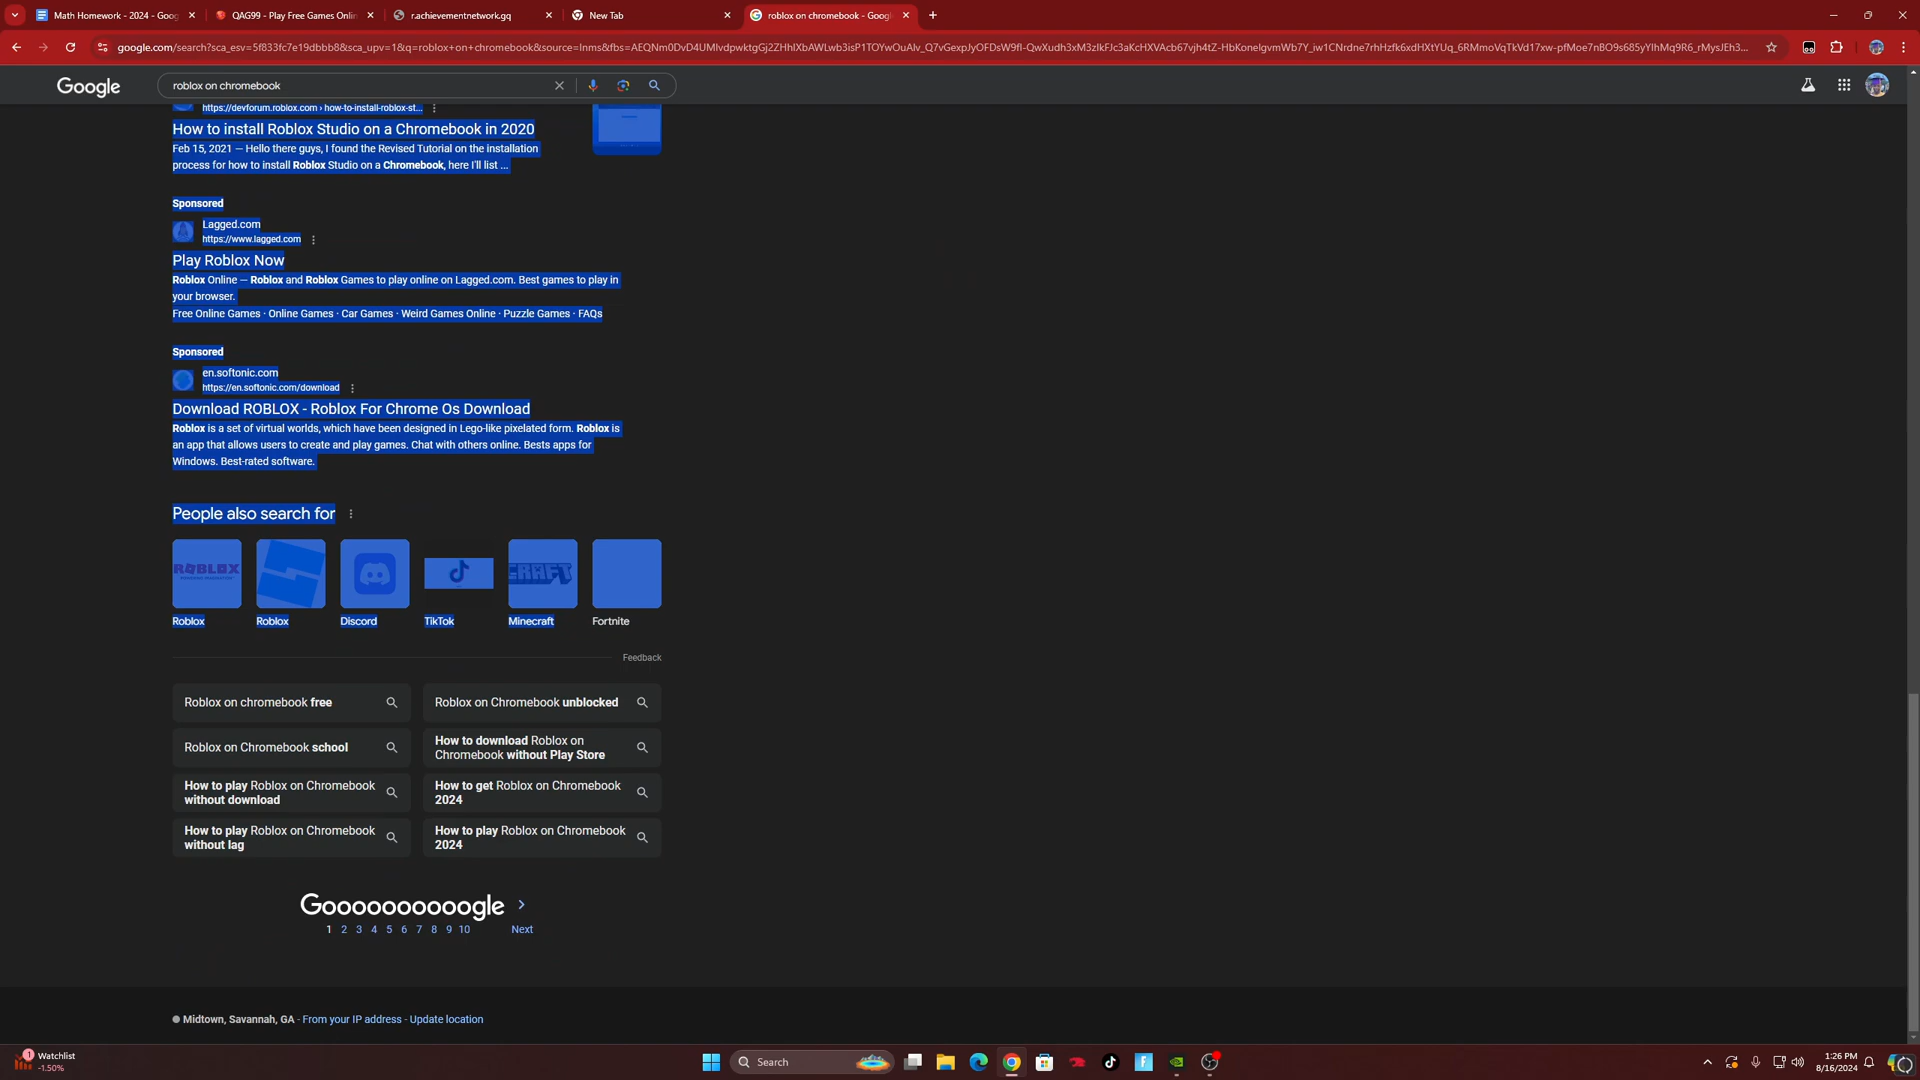 Math Homework - 2024 - Goog
QAG99 - Play Free Games Onlin
r.achievementnetwork.gq
New Tab
roblox on chromebook - Googl
Google
roblox on chromebook
https://devforum.roblox.com › how-to-install-roblox-st...
How to install Roblox Studio on a Chromebook in 2020
Feb 15, 2021 — Hello there guys, I found the Revised Tutorial on the installation
process for how to install Roblox Studio on a Chromebook, here I'll list ...
Sponsored
Lagged.com
https://www.lagged.com
Play Roblox Now
Roblox Online — Roblox and Roblox Games to play online on Lagged.com. Best games to play in
your browser.
Free Online Games · Online Games · Car Games · Weird Games Online · Puzzle Games · FAQs
Sponsored
en.softonic.com
https://en.softonic.com/download
Download ROBLOX - Roblox For Chrome Os Download
Roblox is a set of virtual worlds, which have been designed in Lego-like pixelated form. Roblox is
an app that allows users to create and play games. Chat with others online. Bests apps for
Windows. Best-rated software.
People also search for
ROBLOX
CRAFT
Roblox
Roblox
Discord
TikTok
Minecraft
Fortnite
Feedback
Roblox on chromebook free
Roblox on Chromebook unblocked
Roblox on Chromebook school
How to download Roblox on
Chromebook without Play Store
How to play Roblox on Chromebook
without download
How to get Roblox on Chromebook
2024
How to play Roblox on Chromebook
without lag
How to play Roblox on Chromebook
2024
Goooooooooogle
1 2 3 4 5 6 7 8 9 10 Next
Midtown, Savannah, GA - From your IP address - Update location
1
Watchlist
-1.50%
Search
1:26 PM
8/16/2024